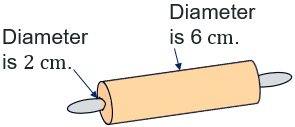 Diameter
is 2 cm.
Diameter
is 6 cm.